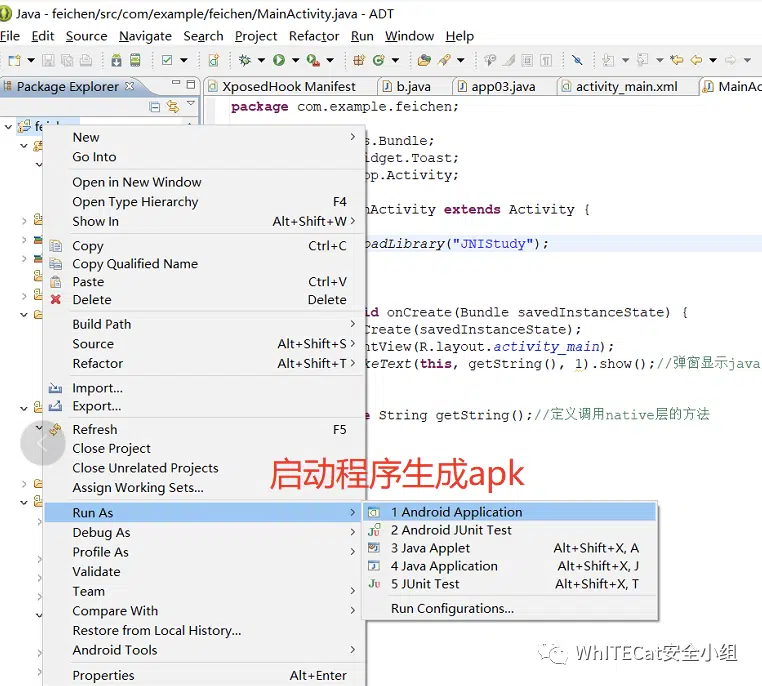 Java - feichen/src/com/example/feichen/MainActivity.java - ADT
File Edit Source Navigate Search Project Refactor Run Window Help
Package Explorer
XposedHook Manifest b.java app03.java activity_main.xml MainAc
package com.example.feichen;
s.Bundle;
idget.Toast;
pp.Activity;
nActivity extends Activity {
oadLibrary("JNIStudy");
id onCreate(Bundle savedInstanceState) {
Create(savedInstanceState);
ntView(R.layout.activity_main);
keText(this, getString(), 1).show();//弹窗显示java
e String getString();//定义调用native层的方法
New
Go Into
Open in New Window
Open Type Hierarchy F4
Show In Alt+Shift+W
Copy Ctrl+C
Copy Qualified Name
Paste Ctrl+V
Delete Delete
Build Path
Source Alt+Shift+S
Refactor Alt+Shift+T
Import...
Export...
Refresh F5
Close Project
Close Unrelated Projects
Assign Working Sets...
启动程序生成apk
Run As
Debug As
Profile As
Validate
Team
Compare With
Restore from Local History...
Android Tools
Properties Alt+Enter
1 Android Application
2 Android JUnit Test
3 Java Applet Alt+Shift+X, A
4 Java Application Alt+Shift+X, J
5 JUnit Test Alt+Shift+X, T
Run Configurations...
WhITECat安全小组